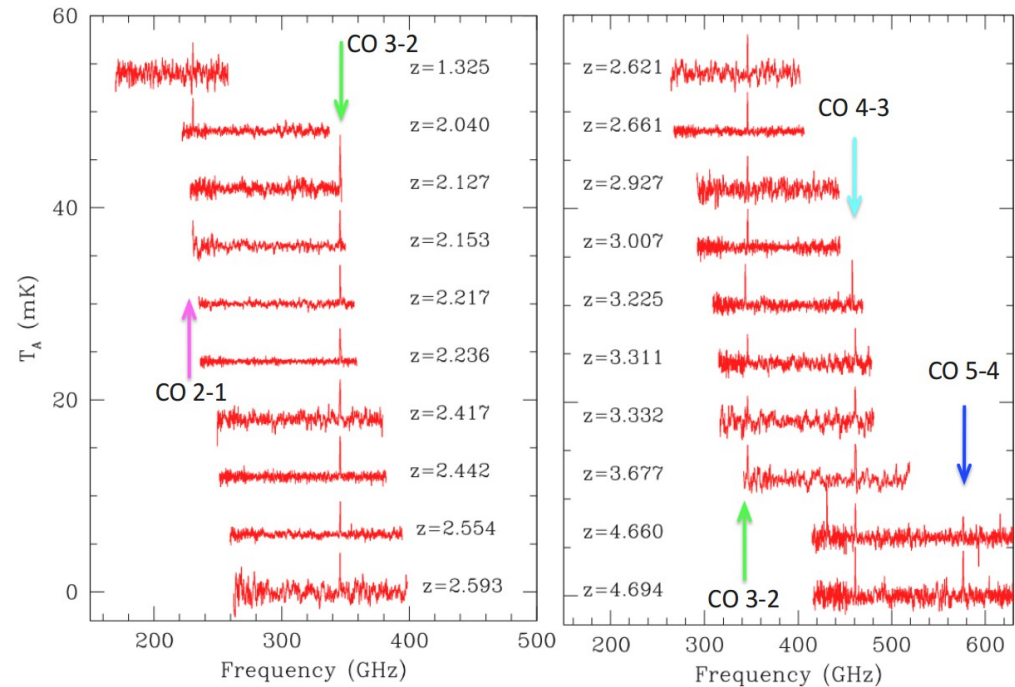 60
40
20
0
T_A (mK)
CO 3-2
z=1.325
z=2.040
z=2.127
z=2.153
z=2.217
z=2.236
CO 2-1
z=2.417
z=2.442
z=2.554
z=2.593
200 300 400 500
Frequency (GHz)
z=2.621
CO 4-3
z=2.661
z=2.927
z=3.007
z=3.225
z=3.311
CO 5-4
z=3.332
z=3.677
z=4.660
z=4.694
CO 3-2
200 300 400 500 600
Frequency (GHz)